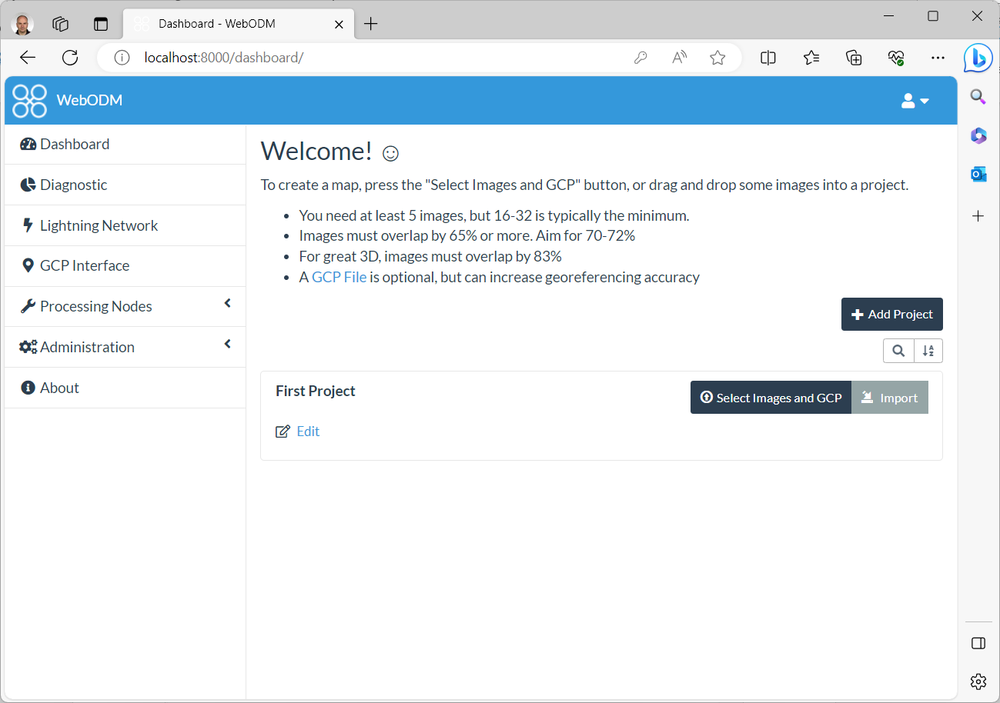 Dashboard - WebODM
localhost:8000/dashboard/
WebODM
Dashboard
Diagnostic
Lightning Network
GCP Interface
Processing Nodes
Administration
About
Welcome!
To create a map, press the "Select Images and GCP" button, or drag and drop some images into a project.
You need at least 5 images, but 16-32 is typically the minimum.
Images must overlap by 65% or more. Aim for 70-72%
For great 3D, images must overlap by 83%
A GCP File is optional, but can increase georeferencing accuracy
Add Project
First Project
Select Images and GCP
Import
Edit